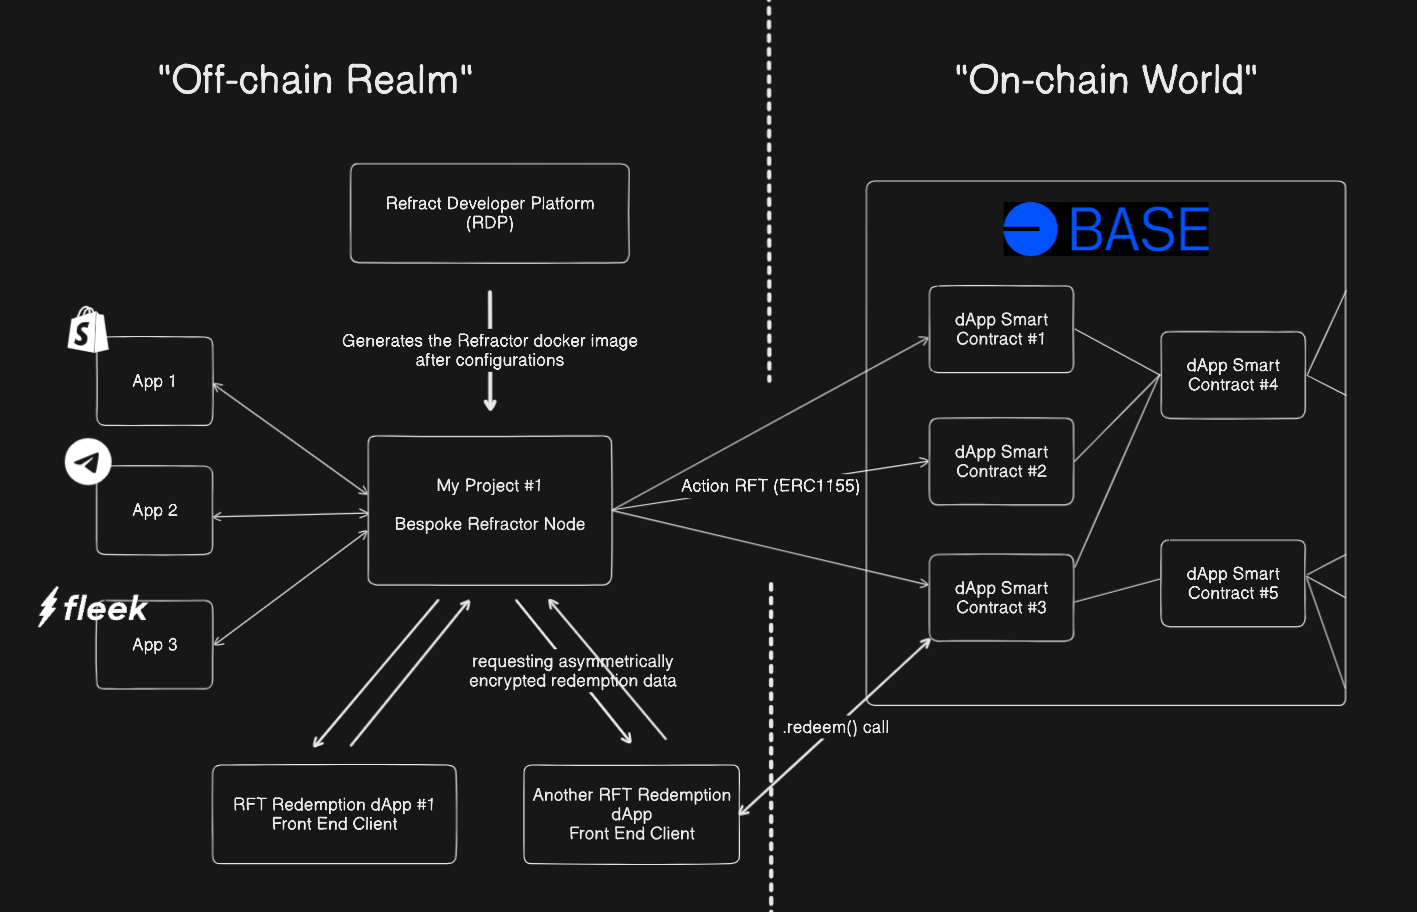 "Off-chain Realm"
"On-chain World"
Refract Developer Platform
(RDP)
BASE
Generates the Refractor docker image
after configurations
App 1
App 2
fleek
App 3
My Project #1
Bespoke Refractor Node
Action RFT (ERC1155)
dApp Smart
Contract #1
dApp Smart
Contract #2
dApp Smart
Contract #3
dApp Smart
Contract #4
dApp Smart
Contract #5
requesting asymmetrically
encrypted redemption data
.redeem() call
RFT Redemption dApp #1
Front End Client
Another RFT Redemption
dApp
Front End Client